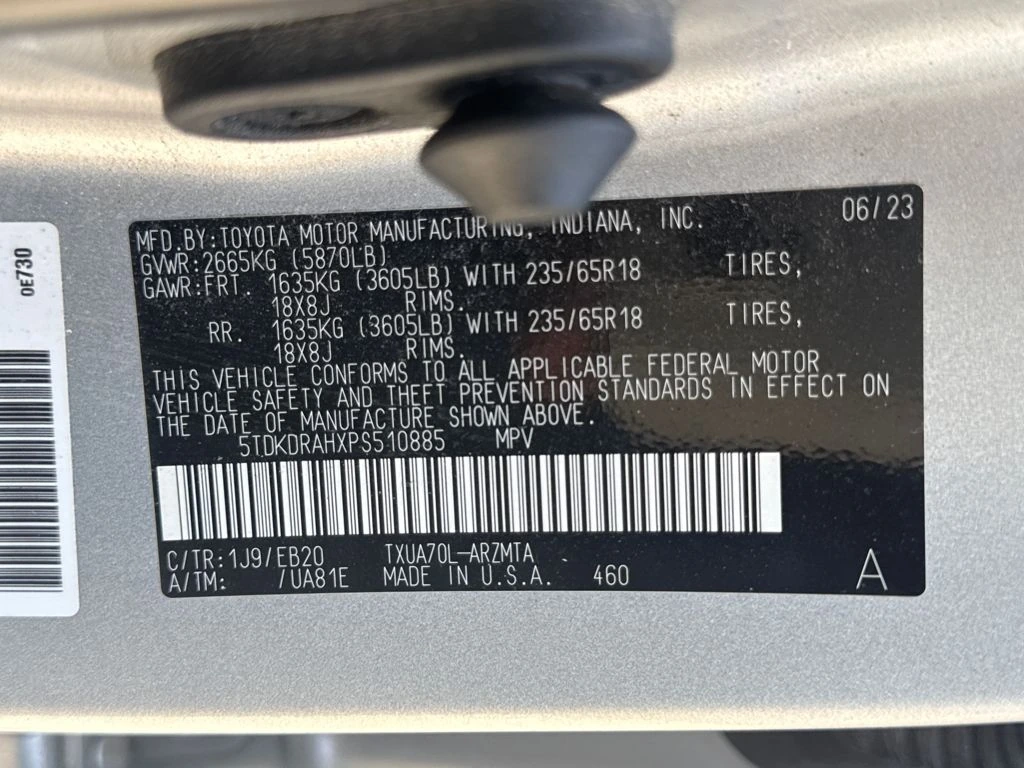 MFD.BY:TOYOTA MOTOR MANUFACTURING, INDIANA, INC. 06/23
GVWR:2665KG (5870LB)
GAWR:FRT. 1635KG (3605LB) WITH 235/65R18 TIRES,
18X8J RIMS.
RR. 1635KG (3605LB) WITH 235/65R18 TIRES,
18X8J RIMS.
THIS VEHICLE CONFORMS TO ALL APPLICABLE FEDERAL MOTOR
VEHICLE SAFETY AND THEFT PREVENTION STANDARDS IN EFFECT ON
THE DATE OF MANUFACTURE SHOWN ABOVE.
5TDKDRAHXPS510885 MPV
C/TR:1J9/EB20 TXUA70L-ARZMTA
A/TM: /UA81E MADE IN U.S.A. 460 A
0E730